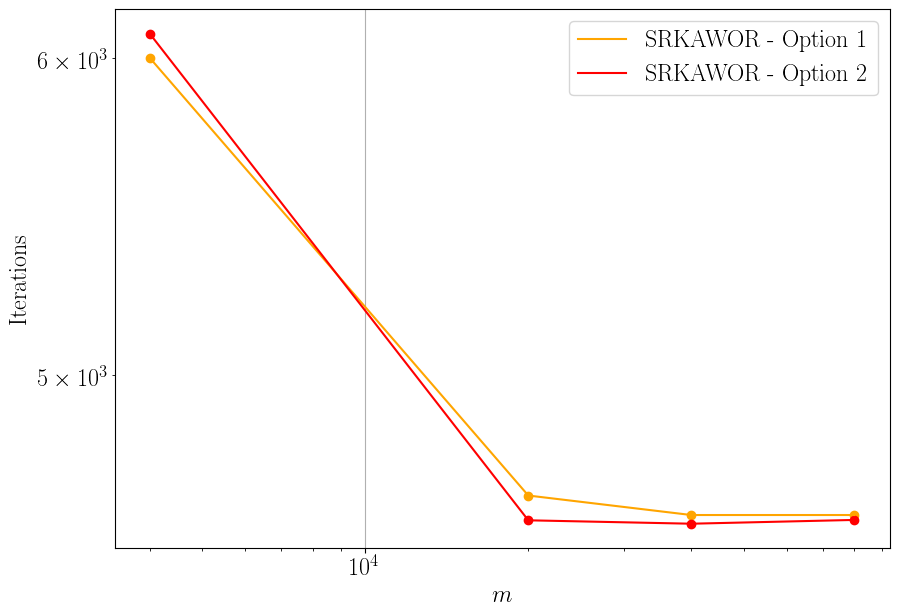 SRKAWOR - Option 1
SRKAWOR - Option 2
6 × 10³
5 × 10³
Iterations
10⁴
m